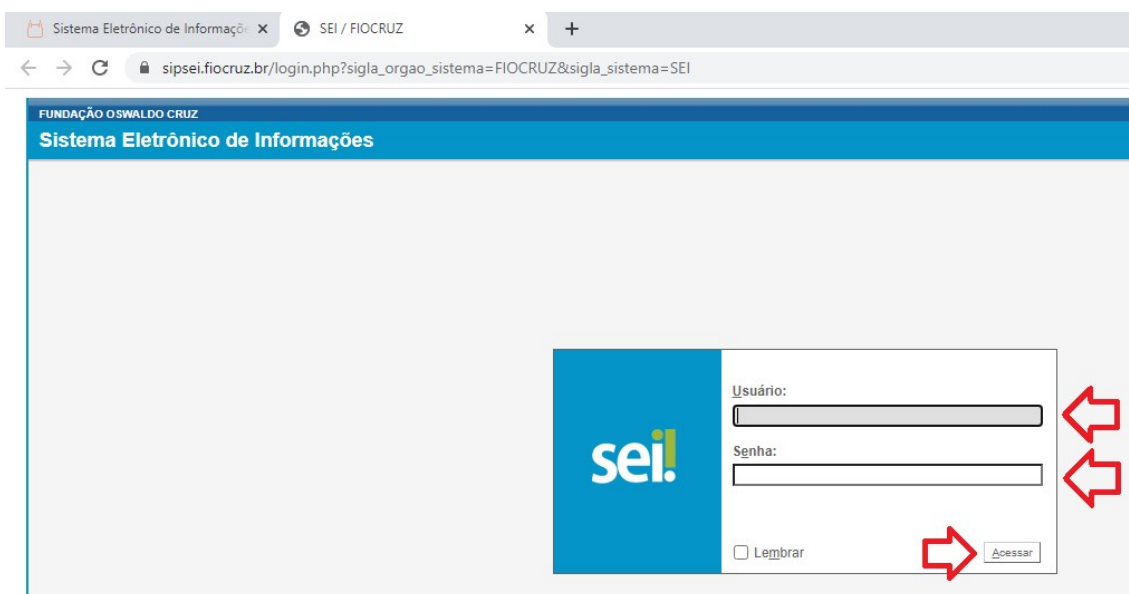 Sistema Eletrônico de Informaçõe
SEI / FIOCRUZ
sipsei.fiocruz.br/login.php?sigla_orgao_sistema=FIOCRUZ&sigla_sistema=SEI
FUNDAÇÃO OSWALDO CRUZ
Sistema Eletrônico de Informações
sei!
Usuário:
Senha:
Lembrar
Acessar